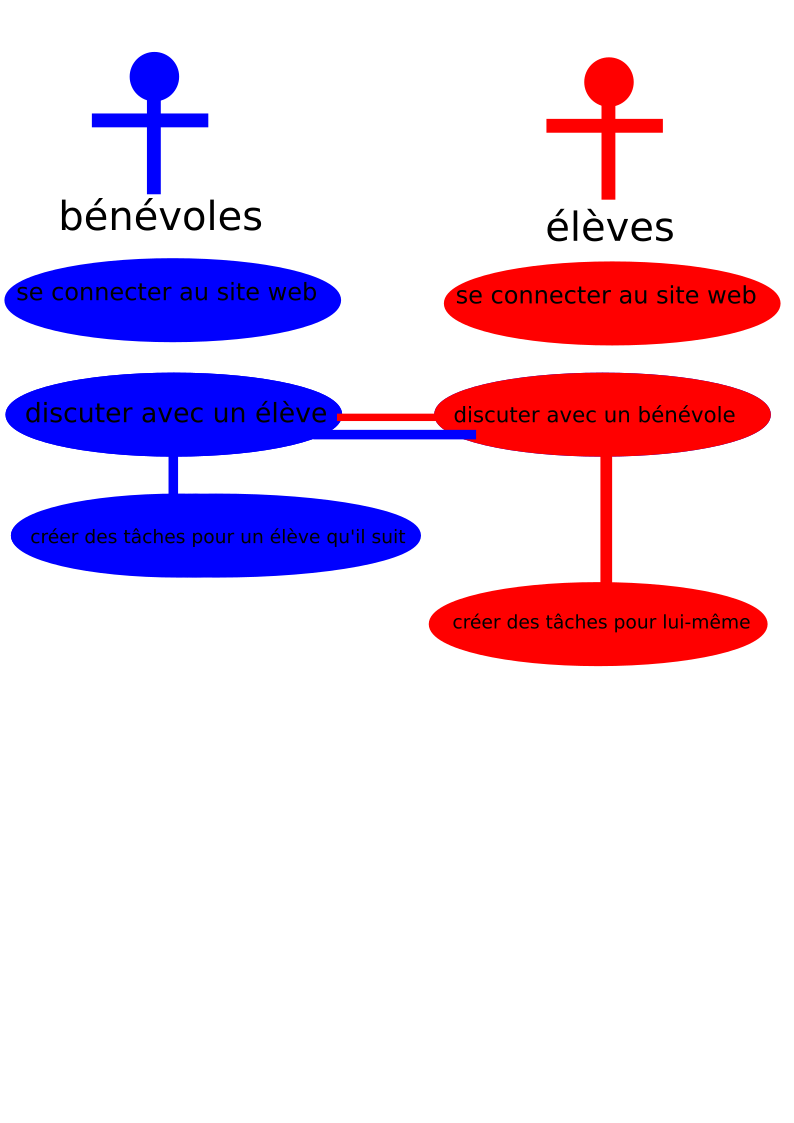 bénévoles
élèves
se connecter au site web
se connecter au site web
discuter avec un élève
discuter avec un bénévole
créer des tâches pour un élève qu'il suit
créer des tâches pour lui-même